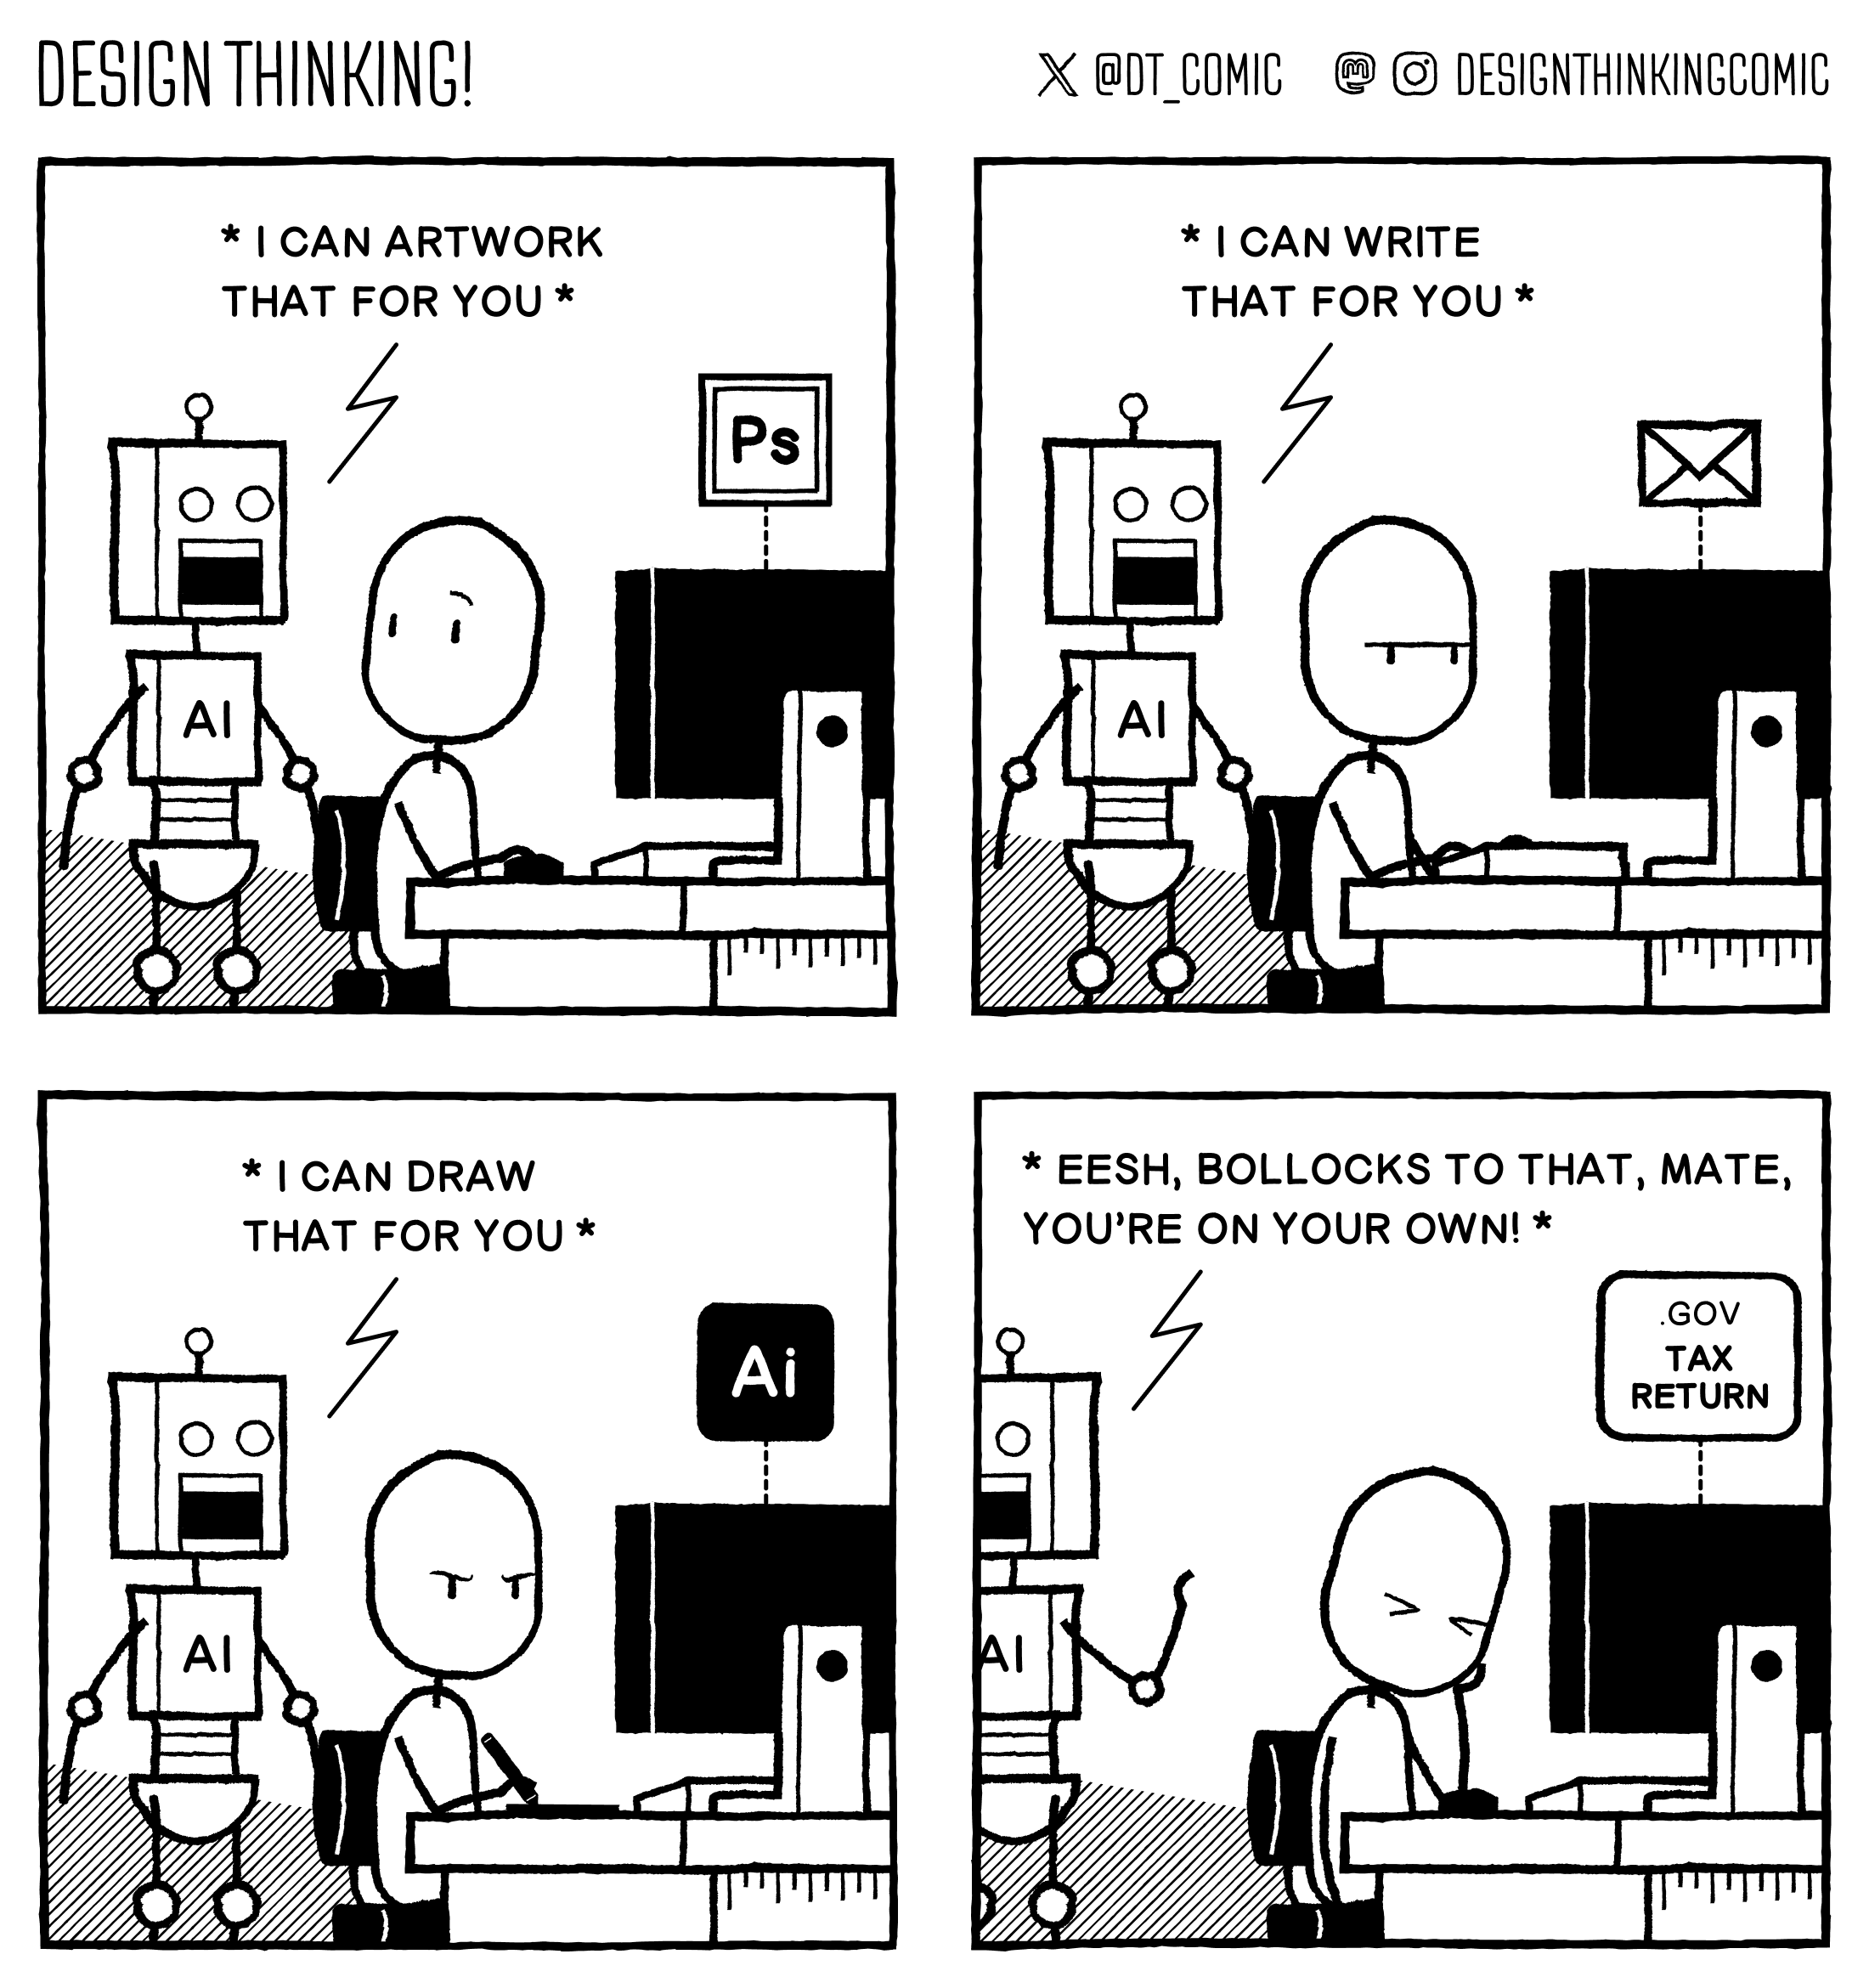 DESIGN THINKING!
@DT_COMIC DESIGNTHINKINGCOMIC
* I CAN ARTWORK
THAT FOR YOU *
Ps
AI
* I CAN WRITE
THAT FOR YOU *
AI
* I CAN DRAW
THAT FOR YOU *
Ai
AI
* EESH, BOLLOCKS TO THAT, MATE,
YOU'RE ON YOUR OWN! *
.GOV
TAX
RETURN
AI